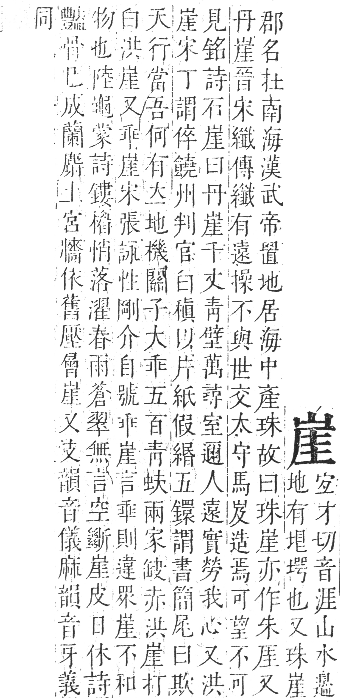 崖
宜才切音涯山水邊
地有堮也又珠崖
郡名在南海漢武帝置地居海中產珠故曰珠崖亦作朱厓又
丹崖晉宋纖傳纖有遠操不與世交太守馬岌造焉可望不可
見銘詩石崖曰丹崖千丈靑壁萬尋室邇人遠實勞我心又洪
崖宋丁謂倅饒州判官白稹以片紙假緡五鐶謂書簡尾曰欺
天行當吾何有立地機關子大乖五百靑蚨兩家缺赤洪崖打
白洪崖又乖崖宋張詠性剛介自號乖崖言乖則違眾崖不和
物也陸龜蒙詩鏤檐悄落濯春雨蒼翠無言空斷崖皮日休詩
豔骨已成蘭麝土宮牆依舊壓層崖又支韻音儀麻韻音牙義
同